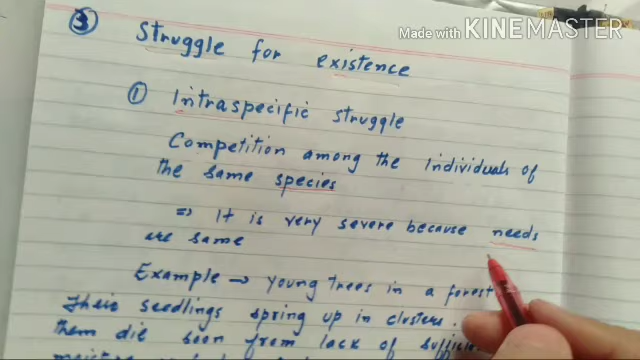 Made with KINEMASTER
③ Struggle for existence
① Intraspecific struggle
Competition among the individuals of
the same species
⇒ It is very severe because needs
are same
Example → Young trees in a forest
Their seedlings spring up in clusters.
them die soon from lack of
moisture